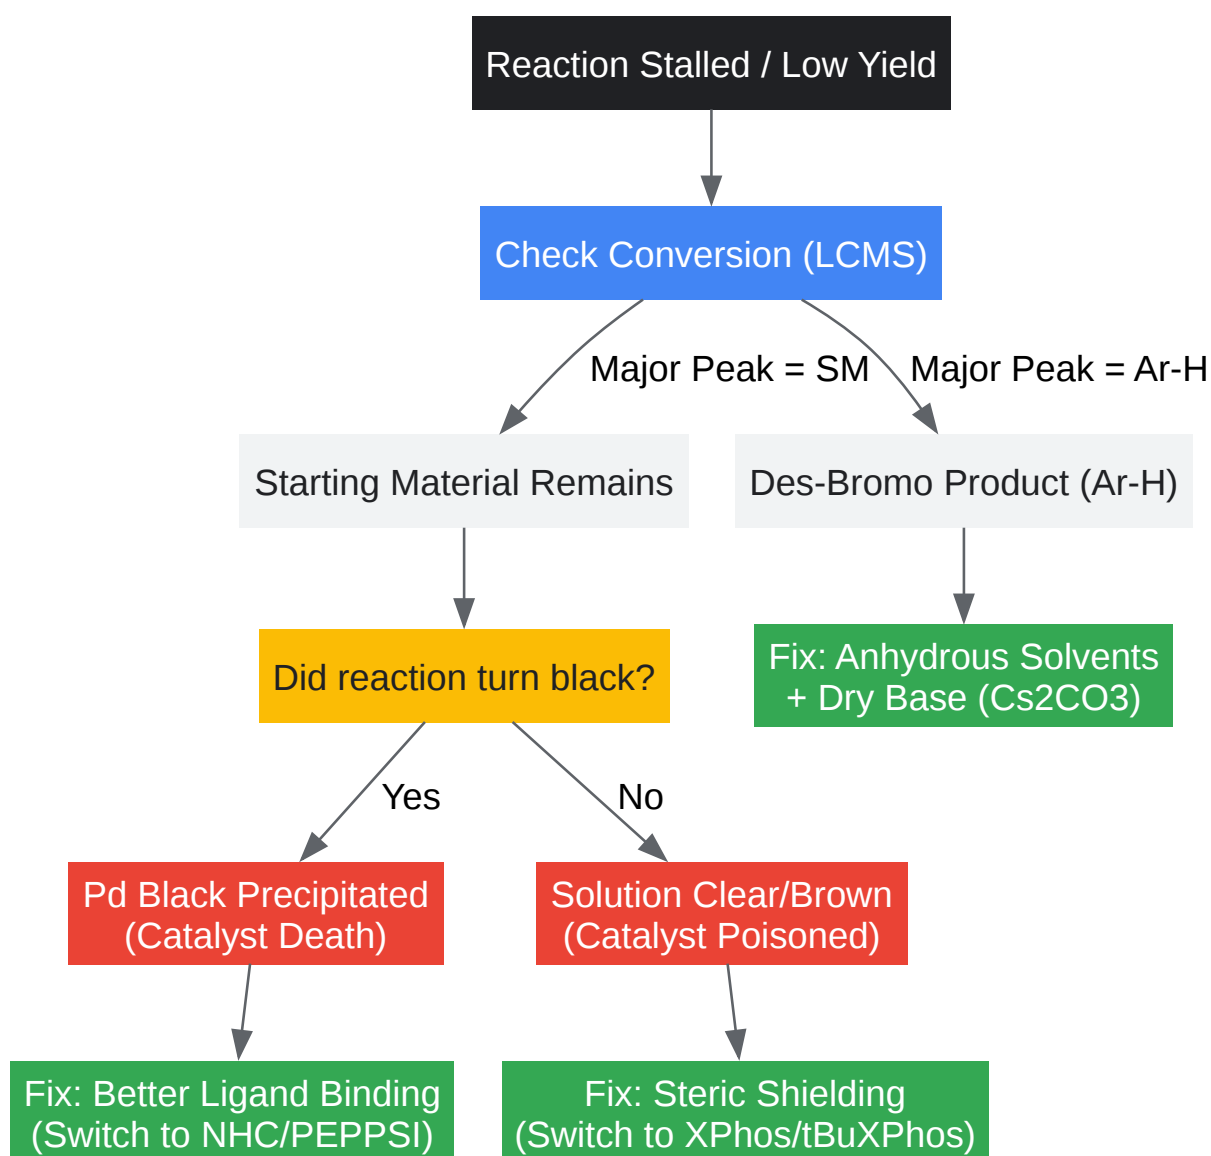 Reaction Stalled / Low Yield
Check Conversion (LCMS)
Major Peak = SM
Major Peak = Ar-H
Starting Material Remains
Des-Bromo Product (Ar-H)
Did reaction turn black?
Fix: Anhydrous Solvents
+ Dry Base (Cs2CO3)
Yes
No
Pd Black Precipitated
(Catalyst Death)
Solution Clear/Brown
(Catalyst Poisoned)
Fix: Better Ligand Binding
(Switch to NHC/PEPPSI)
Fix: Steric Shielding
(Switch to XPhos/tBuXPhos)